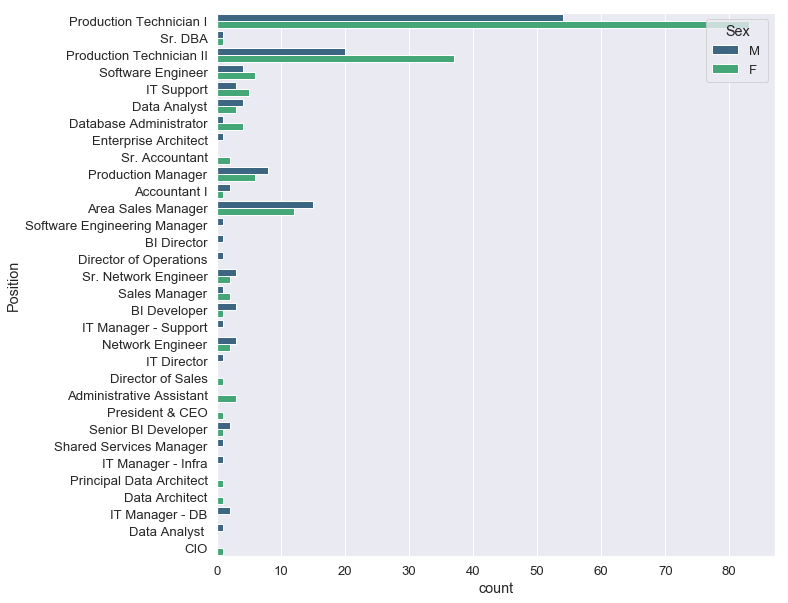 Production Technician I
Sr. DBA
Production Technician II
Software Engineer
IT Support
Data Analyst
Database Administrator
Enterprise Architect
Sr. Accountant
Production Manager
Accountant I
Area Sales Manager
Software Engineering Manager
BI Director
Director of Operations
Sr. Network Engineer
Sales Manager
BI Developer
IT Manager - Support
Network Engineer
IT Director
Director of Sales
Administrative Assistant
President & CEO
Senior BI Developer
Shared Services Manager
IT Manager - Infra
Principal Data Architect
Data Architect
IT Manager - DB
Data Analyst
CIO
Position
Sex
M
F
0 10 20 30 40 50 60 70 80
count